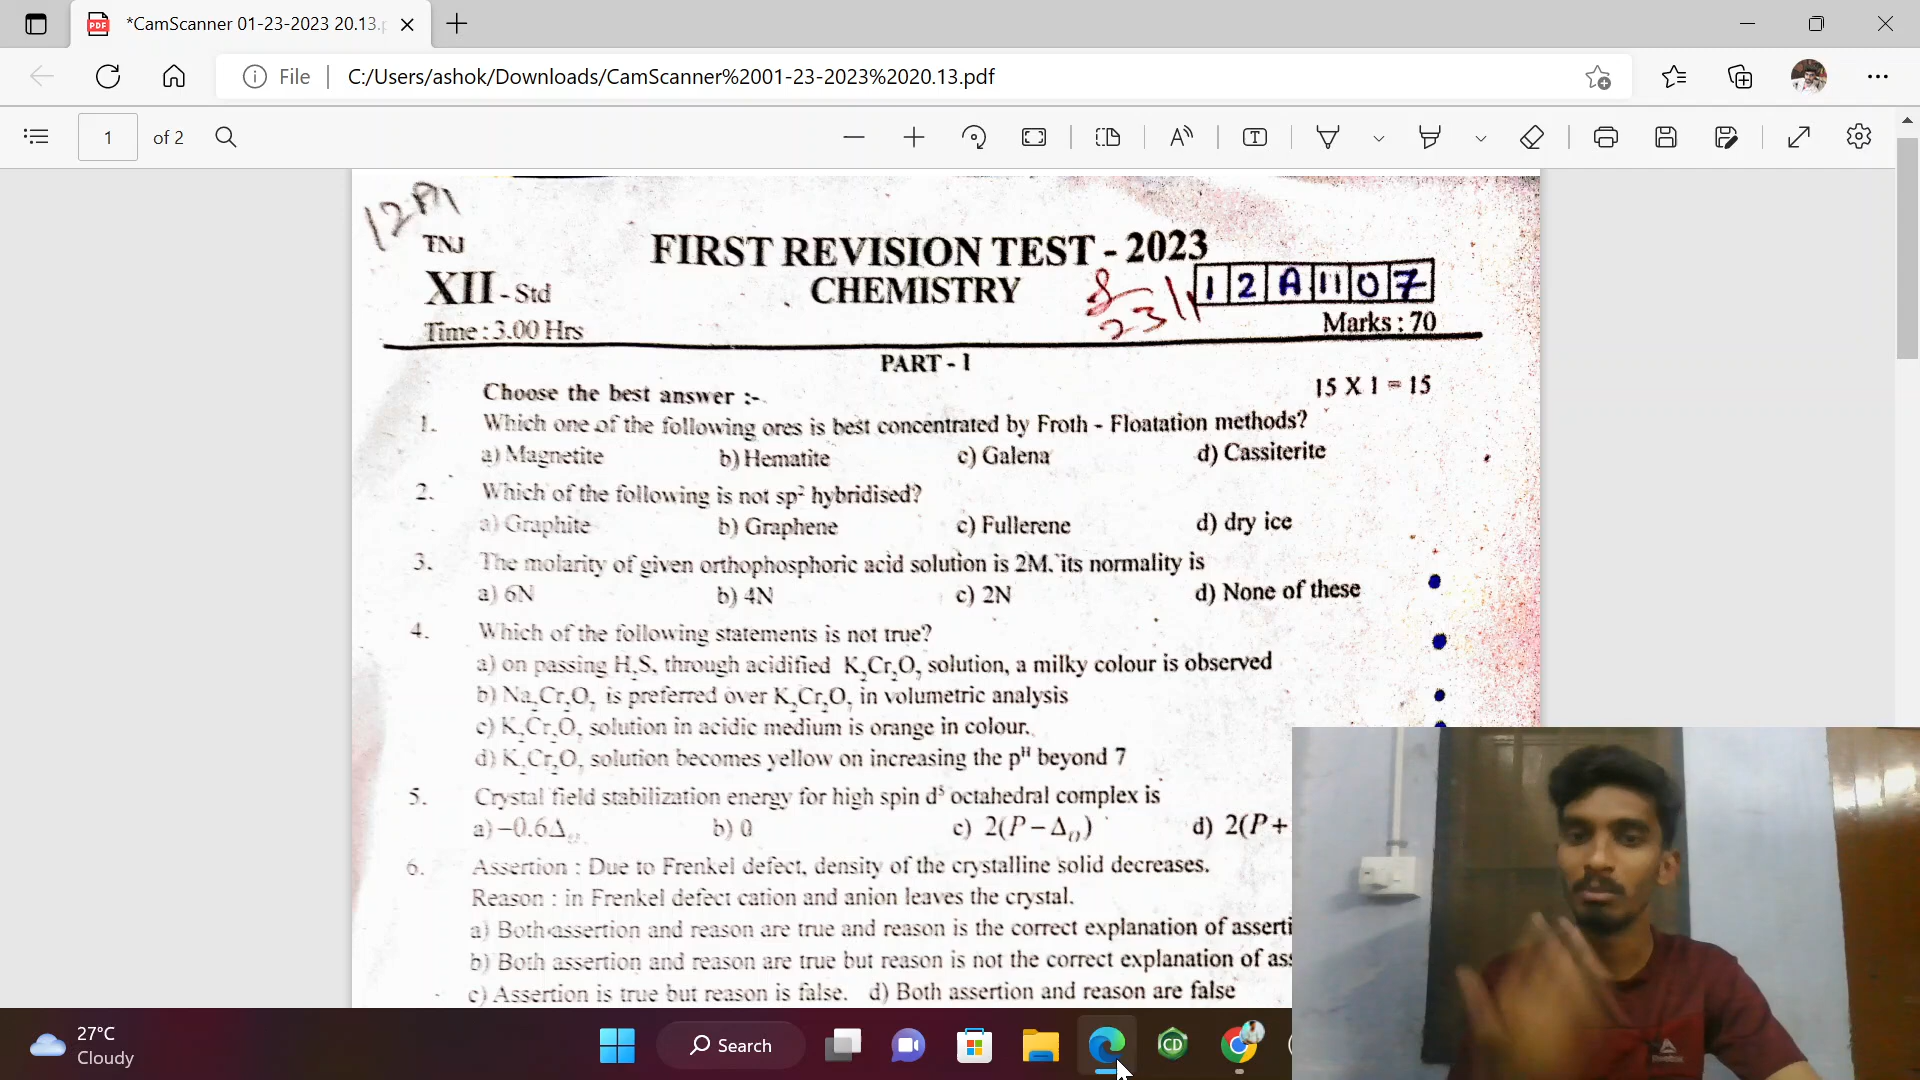 *CamScanner 01-23-2023 20.13.p
File
C:/Users/ashok/Downloads/CamScanner%2001-23-2023%2020.13.pdf
1 of 2
12
TNJ
FIRST REVISION TEST - 2023
XII - Std
CHEMISTRY
1 2 A 11 0 7
Time : 3.00 Hrs
Marks : 70
PART - I
Choose the best answer :-
15 X 1 = 15
1. Which one of the following ores is best concentrated by Froth - Floatation methods?
a) Magnetite b) Hematite c) Galena d) Cassiterite
2. Which of the following is not sp² hybridised?
a) Graphite b) Graphene c) Fullerene d) dry ice
3. The molarity of given orthophosphoric acid solution is 2M. its normality is
a) 6N b) 4N c) 2N d) None of these
4. Which of the following statements is not true?
a) on passing H₂S, through acidified K₂Cr₂O₇ solution, a milky colour is observed
b) Na₂Cr₂O₇ is preferred over K₂Cr₂O₇ in volumetric analysis
c) K₂Cr₂O₇ solution in acidic medium is orange in colour.
d) K₂Cr₂O₇ solution becomes yellow on increasing the pᴴ beyond 7
5. Crystal field stabilization energy for high spin d⁵ octahedral complex is
a) −0.6Δ₀ b) 0 c) 2(P − Δ₀) d) 2(P +
6. Assertion : Due to Frenkel defect, density of the crystalline solid decreases.
Reason : in Frenkel defect cation and anion leaves the crystal.
a) Both assertion and reason are true and reason is the correct explanation of asserti
b) Both assertion and reason are true but reason is not the correct explanation of ass
c) Assertion is true but reason is false. d) Both assertion and reason are false
27°C
Cloudy
Search
CD